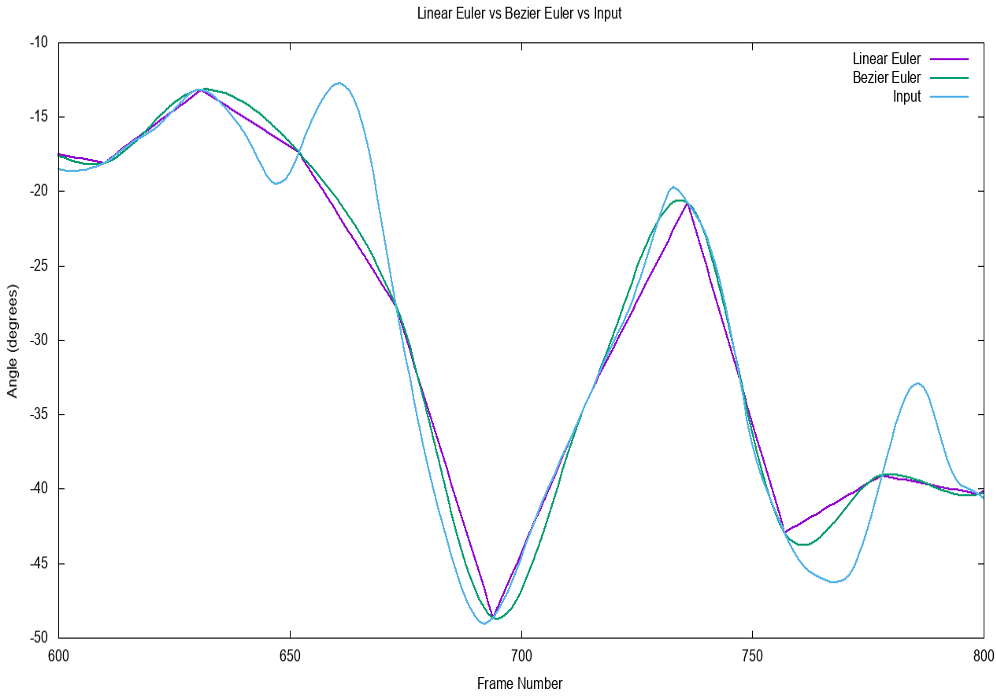 Linear Euler vs Bezier Euler vs Input
-10
-15
-20
-25
-30
-35
-40
-45
-50
600
650
700
750
800
Angle (degrees)
Frame Number
Linear Euler
Bezier Euler
Input